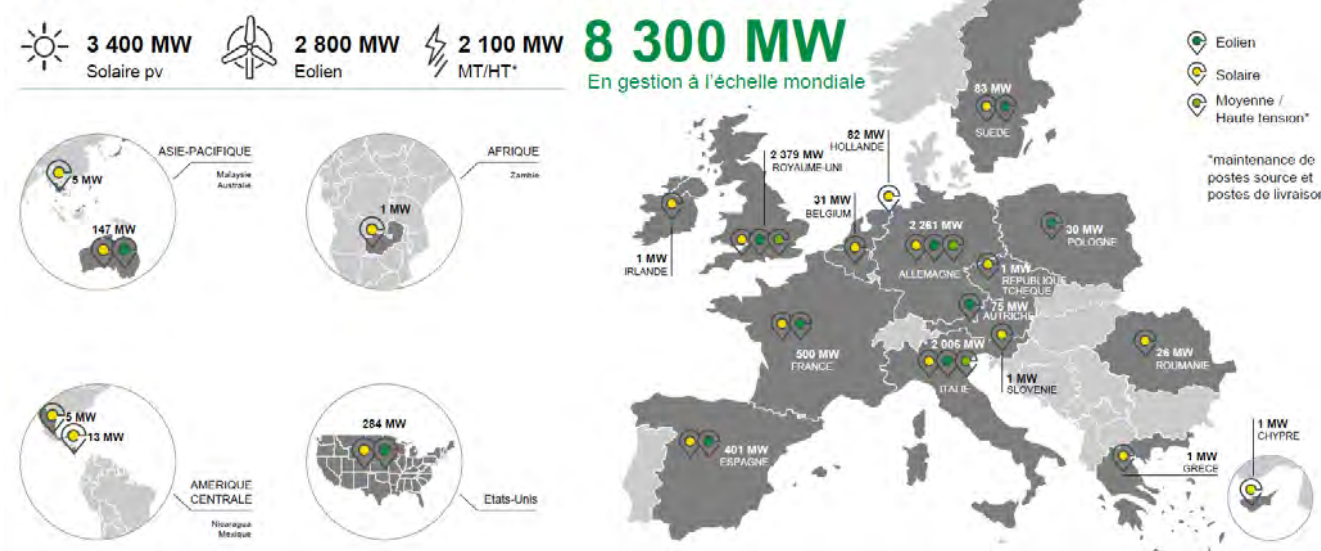 3 400 MW
Solaire pv
2 800 MW
Eolien
2 100 MW
MT/HT*
8 300 MW
En gestion à l'échelle mondiale
Eolien
Solaire
Moyenne /
Haute tension*
*maintenance de
postes source et
postes de livraison
ASIE-PACIFIQUE
Malaysie
Australie
5 MW
147 MW
AFRIQUE
Zambie
1 MW
AMERIQUE
CENTRALE
Nicaragua
Mexique
5 MW
13 MW
284 MW
Etats-Unis
83 MW
SUEDE
82 MW
HOLLANDE
2 379 MW
ROYAUME-UNI
31 MW
BELGIUM
1 MW
IRLANDE
2 261 MW
ALLEMAGNE
30 MW
POLOGNE
1 MW
REPUBLIQUE
TCHEQUE
75 MW
AUTRICHE
500 MW
FRANCE
2 006 MW
ITALIE
1 MW
SLOVENIE
26 MW
ROUMANIE
401 MW
ESPAGNE
1 MW
GRECE
1 MW
CHYPRE